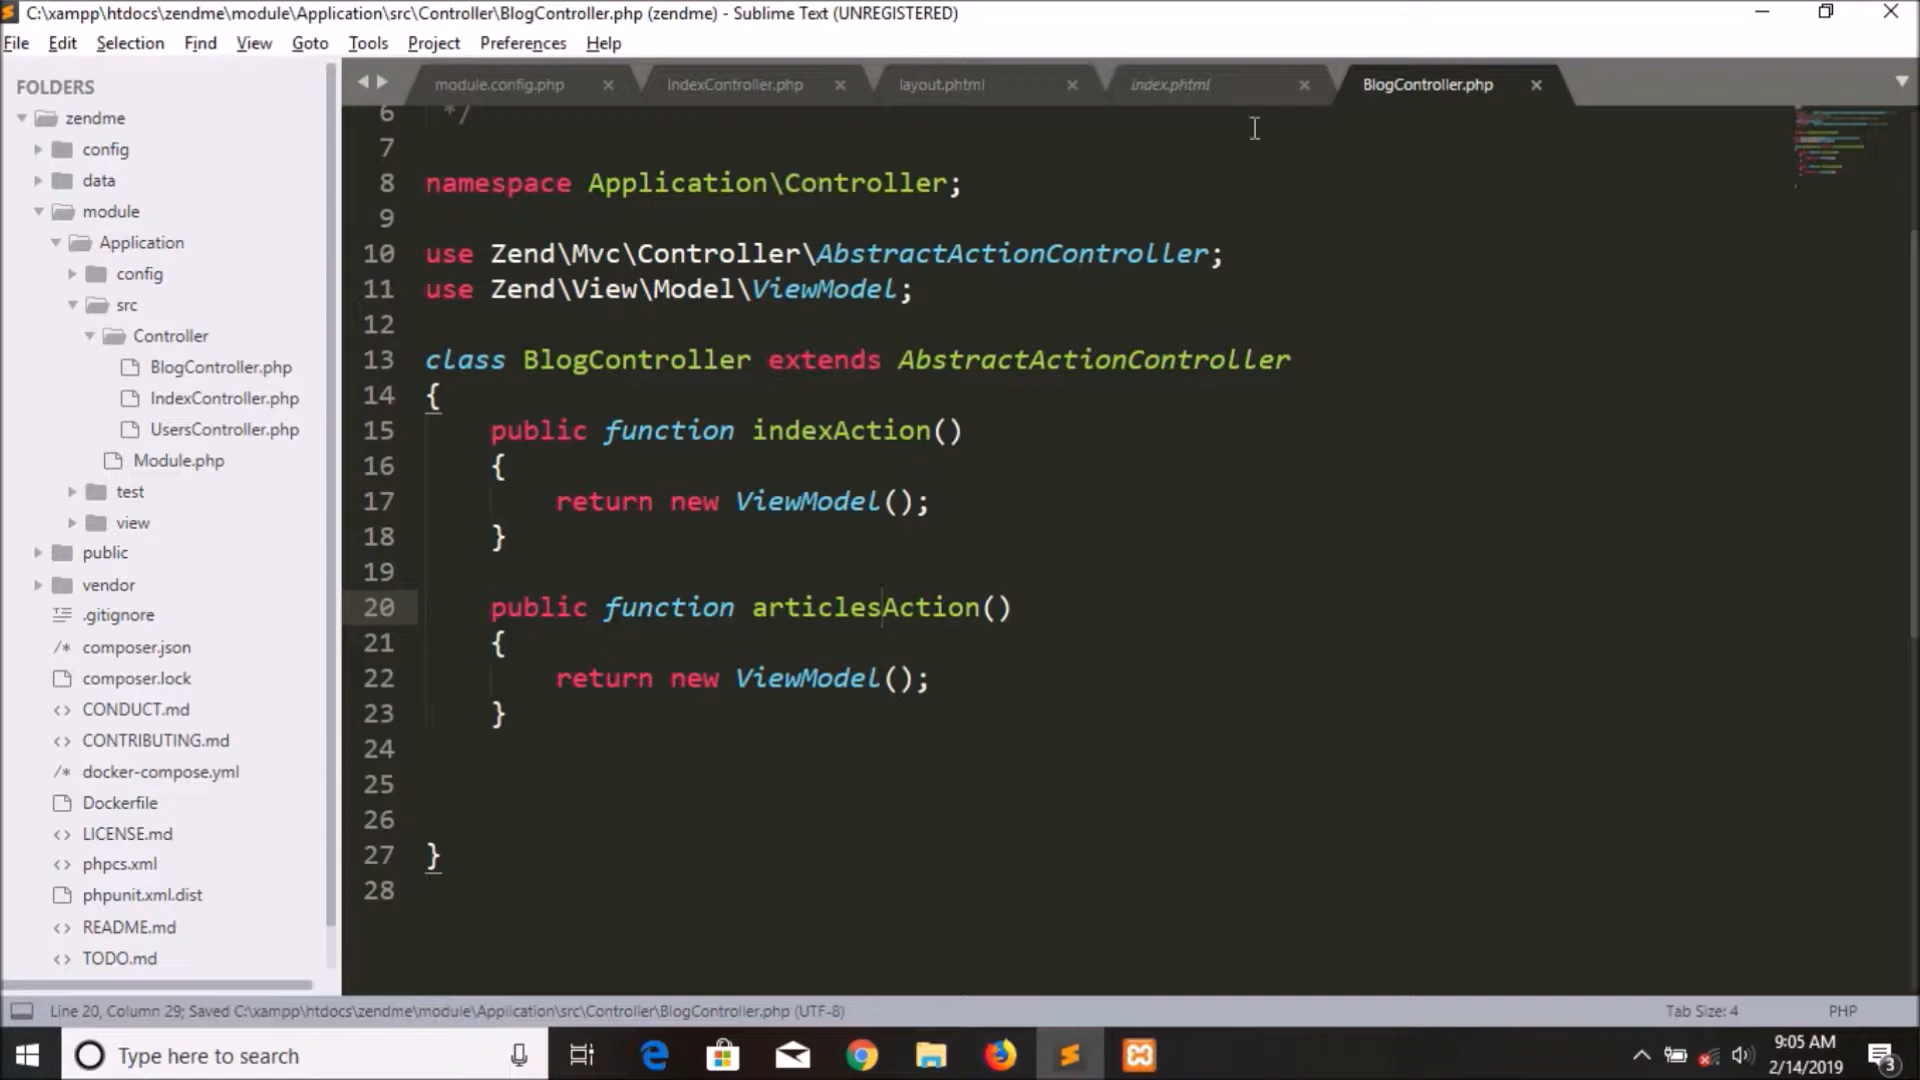 C:\xampp\htdocs\zendme\module\Application\src\Controller\BlogController.php (zendme) - Sublime Text (UNREGISTERED)
File Edit Selection Find View Goto Tools Project Preferences Help
FOLDERS
zendme
config
data
module
Application
config
src
Controller
BlogController.php
IndexController.php
UsersController.php
Module.php
test
view
public
vendor
.gitignore
/* composer.json
composer.lock
<> CONDUCT.md
<> CONTRIBUTING.md
/* docker-compose.yml
Dockerfile
<> LICENSE.md
<> phpcs.xml
phpunit.xml.dist
<> README.md
<> TODO.md
module.config.php IndexController.php layout.phtml index.phtml BlogController.php
6 */
7
8 namespace Application\Controller;
9
10 use Zend\Mvc\Controller\AbstractActionController;
11 use Zend\View\Model\ViewModel;
12
13 class BlogController extends AbstractActionController
14 {
15 public function indexAction()
16 {
17 return new ViewModel();
18 }
19
20 public function articlesAction()
21 {
22 return new ViewModel();
23 }
24
25
26
27 }
28
Line 20, Column 29; Saved C:\xampp\htdocs\zendme\module\Application\src\Controller\BlogController.php (UTF-8) Tab Size: 4 PHP
Type here to search
9:05 AM
2/14/2019
3